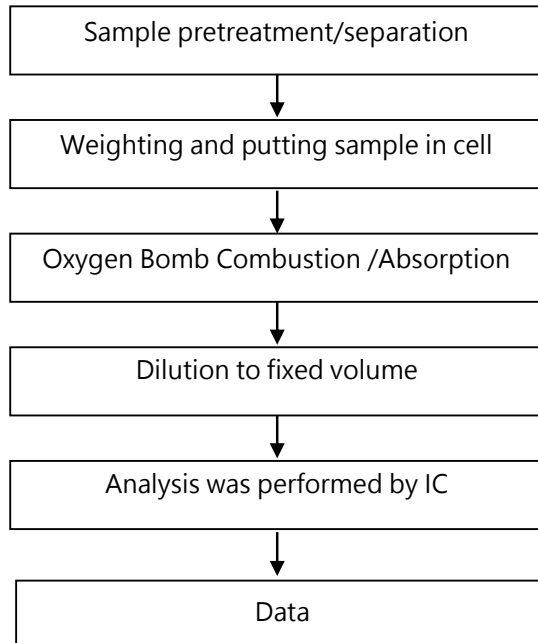 Sample pretreatment/separation
Weighting and putting sample in cell
Oxygen Bomb Combustion /Absorption
Dilution to fixed volume
Analysis was performed by IC
Data